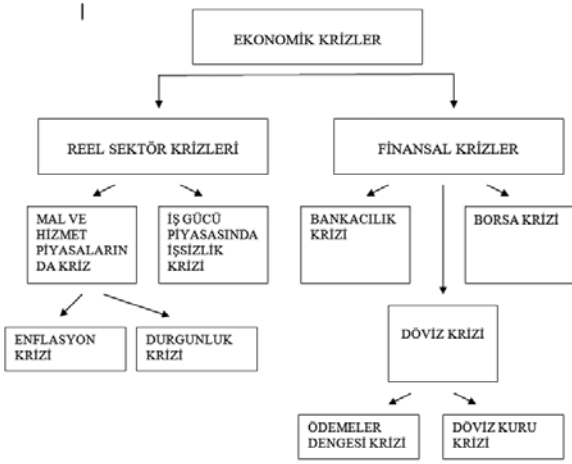 EKONOMİK KRİZLER
REEL SEKTÖR KRİZLERİ
FİNANSAL KRİZLER
MAL VE
HİZMET
PİYASALARIN
DA KRİZ
İŞ GÜCÜ
PİYASASINDA
İŞSİZLİK
KRİZİ
BANKACILIK
KRİZİ
BORSA KRİZİ
ENFLASYON
KRİZİ
DURGUNLUK
KRİZİ
DÖVİZ KRİZİ
ÖDEMELER
DENGESİ KRİZİ
DÖVİZ KURU
KRİZİ